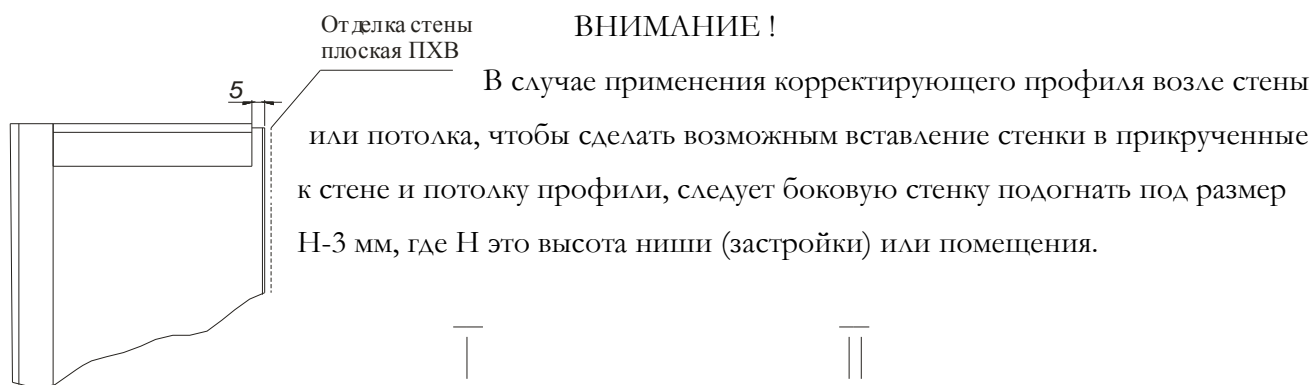 Отделка стены
плоская ПХВ
5
ВНИМАНИЕ !
В случае применения корректирующего профиля возле стены
или потолка, чтобы сделать возможным вставление стенки в прикрученные
к стене и потолку профили, следует боковую стенку подогнать под размер
Н-3 мм, где Н это высота ниши (застройки) или помещения.